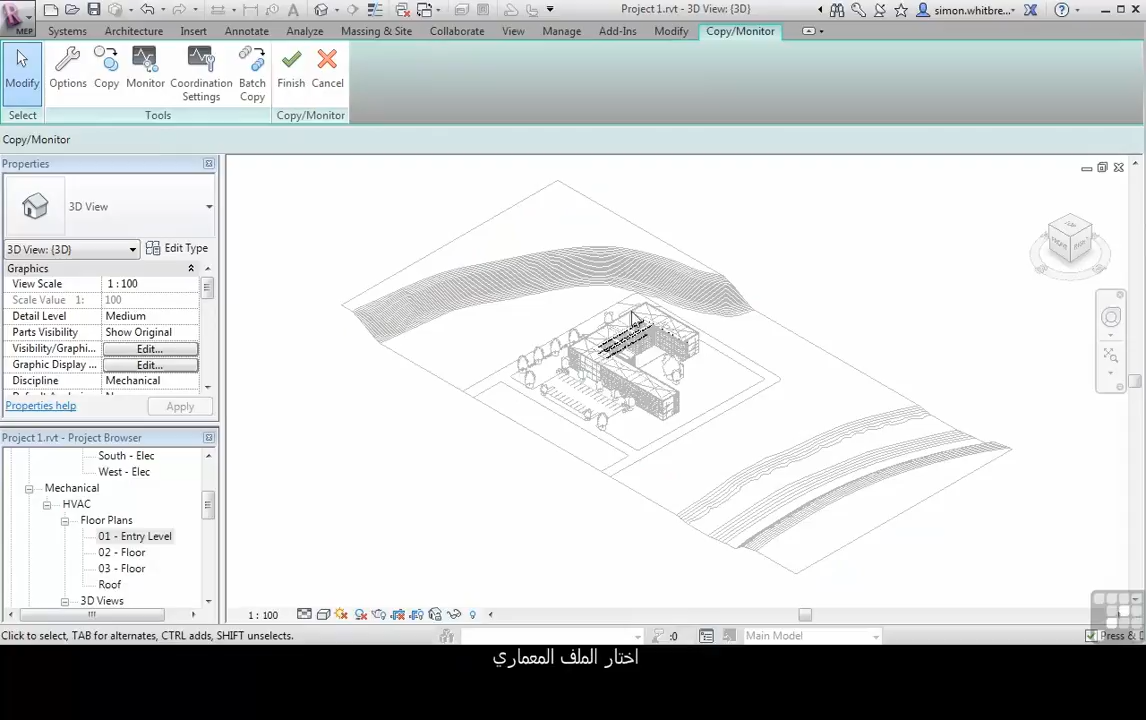 Project 1.rvt - 3D View: {3D}
simon.whitbre...
MEP
Systems
Architecture
Insert
Annotate
Analyze
Massing & Site
Collaborate
View
Manage
Add-Ins
Modify
Copy/Monitor
Modify
Options
Copy
Monitor
Coordination
Settings
Batch
Copy
Finish
Cancel
Select
Tools
Copy/Monitor
Copy/Monitor
Properties
3D View
3D View: {3D}
Edit Type
Graphics
View Scale
1 : 100
Scale Value 1:
100
Detail Level
Medium
Parts Visibility
Show Original
Visibility/Graphi...
Edit...
Graphic Display ...
Edit...
Discipline
Mechanical
Properties help
Apply
Project 1.rvt - Project Browser
South - Elec
West - Elec
Mechanical
HVAC
Floor Plans
01 - Entry Level
02 - Floor
03 - Floor
Roof
3D Views
1 : 100
Click to select, TAB for alternates, CTRL adds, SHIFT unselects.
:0
Main Model
Press &
اختار الملف المعماري